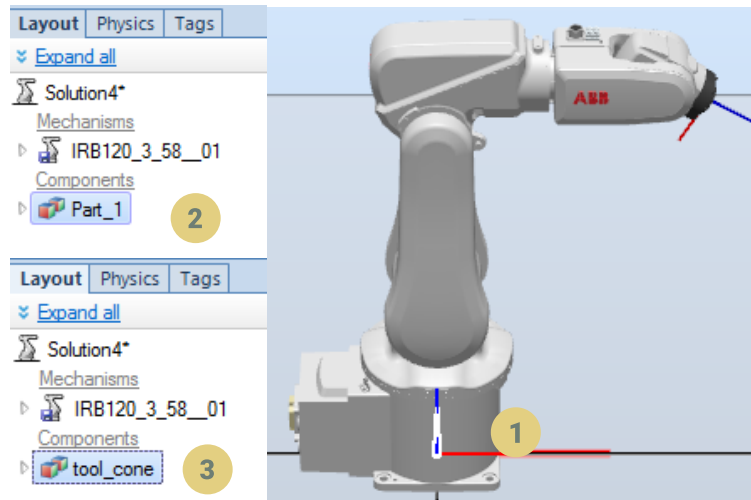 Layout Physics Tags
Expand all
Solution4*
Mechanisms
IRB120_3_58__01
Components
Part_1
2
Layout Physics Tags
Expand all
Solution4*
Mechanisms
IRB120_3_58__01
Components
tool_cone
3
ABB
1